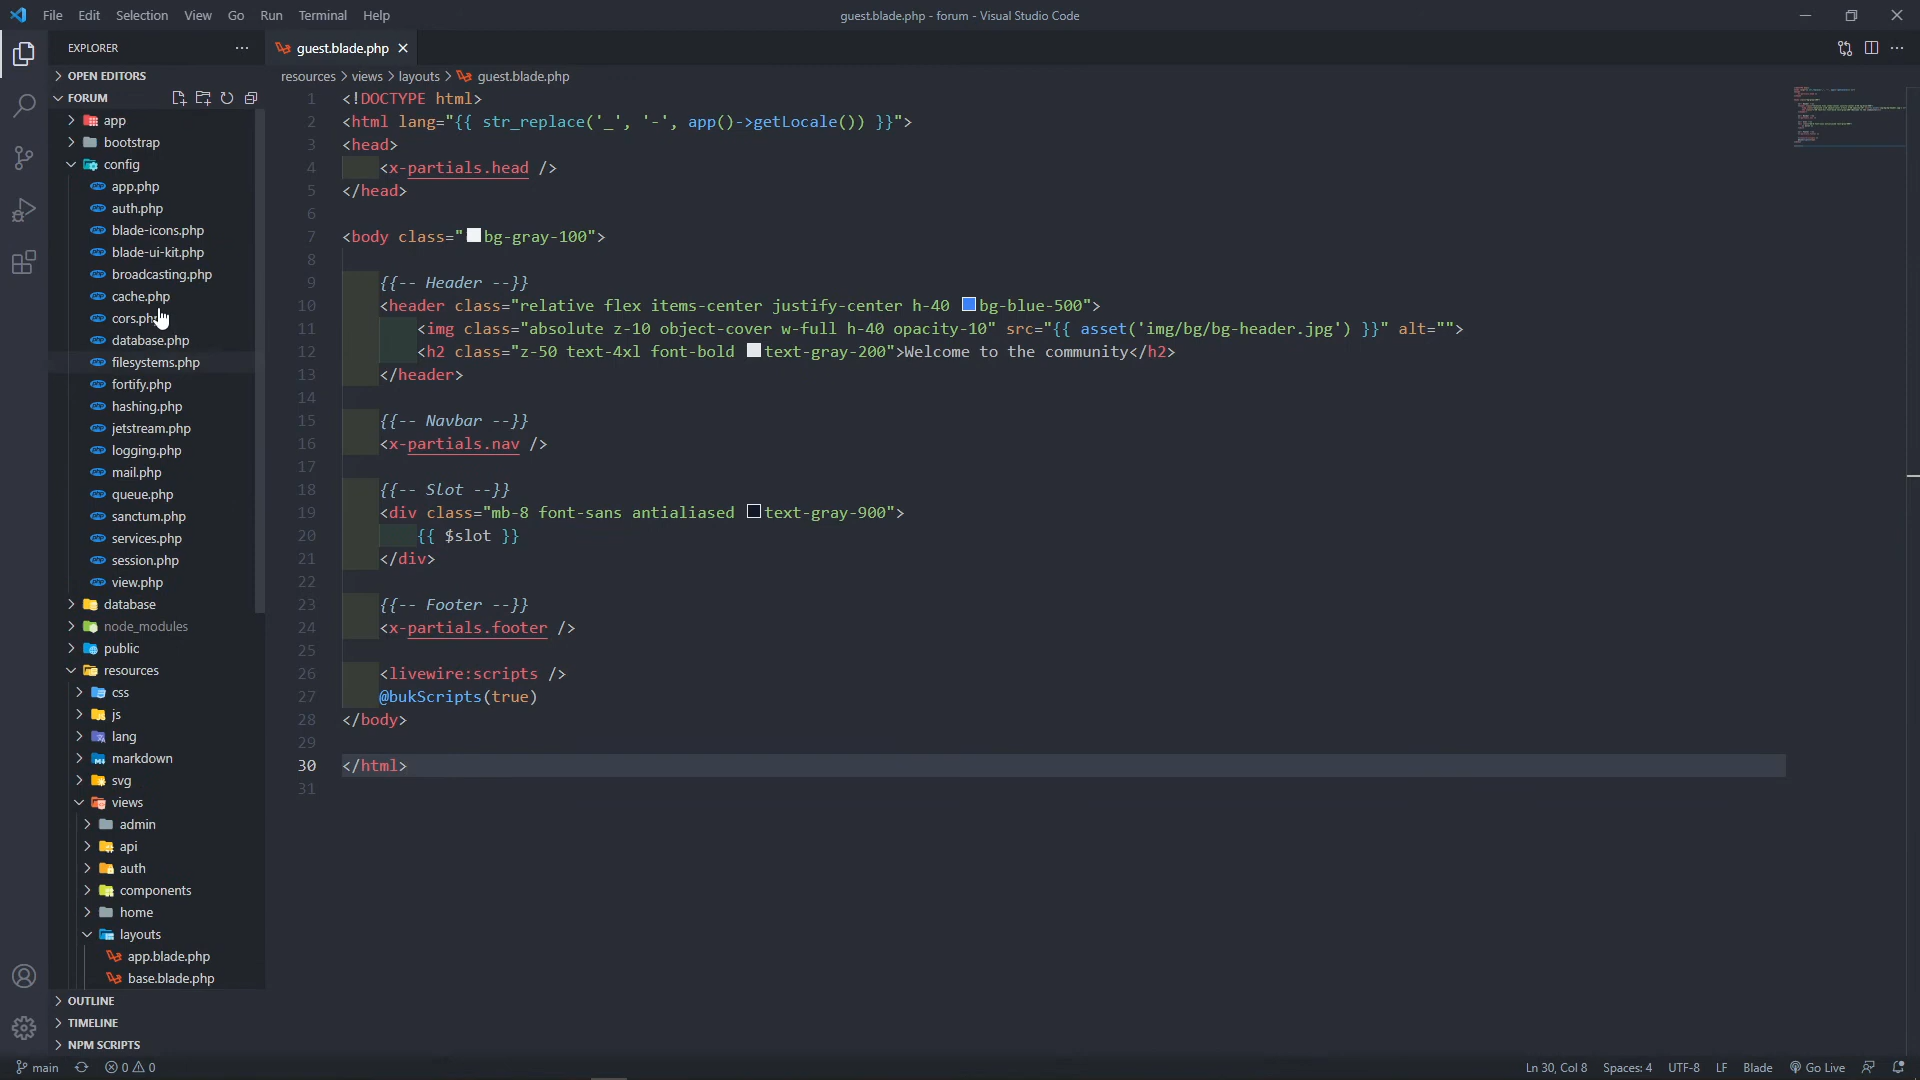 File Edit Selection View Go Run Terminal Help
guest.blade.php - forum - Visual Studio Code
EXPLORER
OPEN EDITORS
FORUM
app
bootstrap
config
app.php
auth.php
blade-icons.php
blade-ui-kit.php
broadcasting.php
cache.php
cors.php
database.php
filesystems.php
fortify.php
hashing.php
jetstream.php
logging.php
mail.php
queue.php
sanctum.php
services.php
session.php
view.php
database
node_modules
public
resources
css
js
lang
markdown
svg
views
admin
api
auth
components
home
layouts
app.blade.php
base.blade.php
OUTLINE
TIMELINE
NPM SCRIPTS
guest.blade.php
resources > views > layouts > guest.blade.php
1 <!DOCTYPE html>
2 <html lang="{{ str_replace('_', '-', app()->getLocale()) }}">
3 <head>
4     <x-partials.head />
5 </head>
6
7 <body class="bg-gray-100">
8
9     {{-- Header --}}
10     <header class="relative flex items-center justify-center h-40 bg-blue-500">
11         <img class="absolute z-10 object-cover w-full h-40 opacity-10" src="{{ asset('img/bg/bg-header.jpg') }}" alt="">
12         <h2 class="z-50 text-4xl font-bold text-gray-200">Welcome to the community</h2>
13     </header>
14
15     {{-- Navbar --}}
16     <x-partials.nav />
17
18     {{-- Slot --}}
19     <div class="mb-8 font-sans antialiased text-gray-900">
20         {{ $slot }}
21     </div>
22
23     {{-- Footer --}}
24     <x-partials.footer />
25
26     <livewire:scripts />
27     @bukScripts(true)
28 </body>
29
30 </html>
31
main 0 0
Ln 30, Col 8 Spaces: 4 UTF-8 LF Blade Go Live